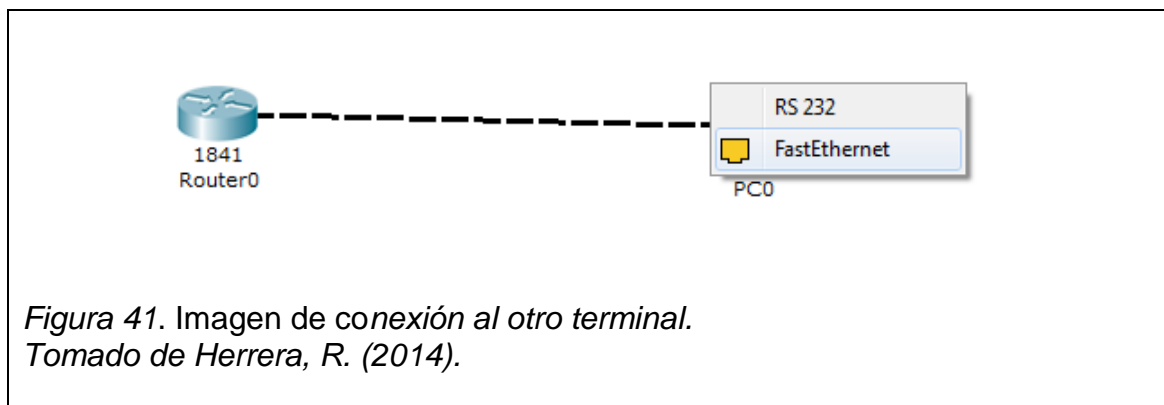 RS 232
FastEthernet
1841
Router0
PC0
Figura 41. Imagen de conexión al otro terminal.
Tomado de Herrera, R. (2014).